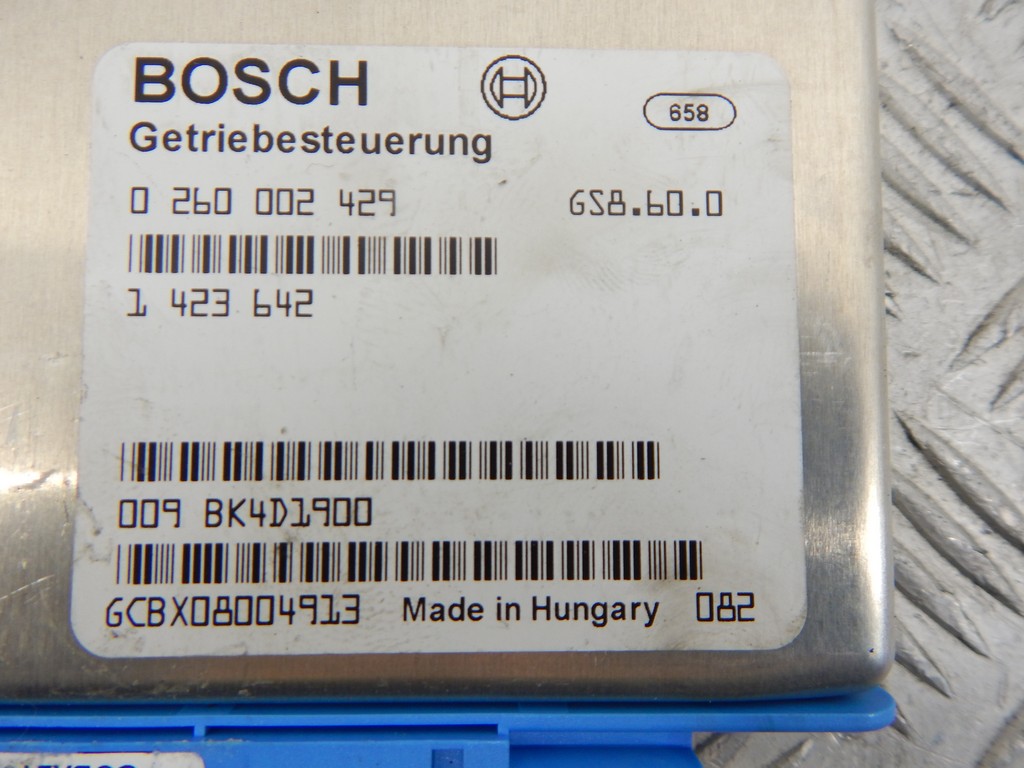 BOSCH
658
Getriebesteuerung
0 260 002 429 GS8.60.0
1 423 642
009 BK4D1900
GCBX08004913 Made in Hungary 082